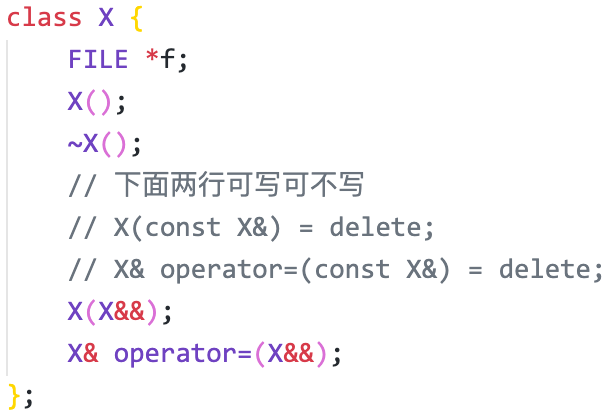 class X {
    FILE *f;
    X();
    ~X();
    // 下面两行可写可不写
    // X(const X&) = delete;
    // X& operator=(const X&) = delete;
    X(X&&);
    X& operator=(X&&);
};